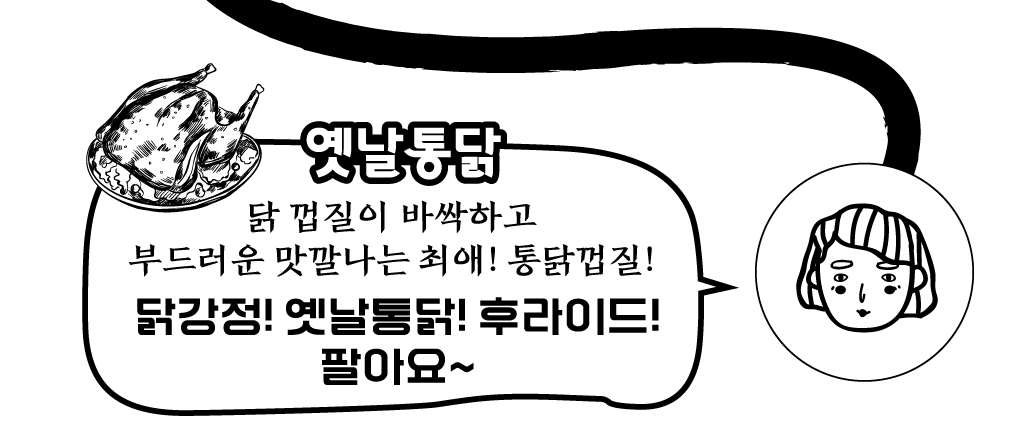 옛날통닭
닭 껍질이 바싹하고
부드러운 맛깔나는 최애! 통닭껍질!
닭강정! 옛날통닭! 후라이드!
팔아요~